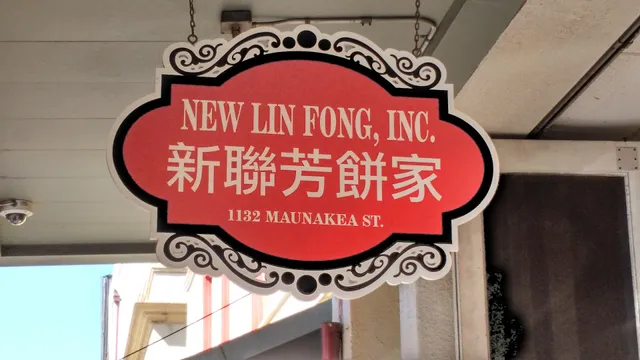 NEW LIN FONG, INC.
新聯芳餅家
1132 MAUNAKEA ST.